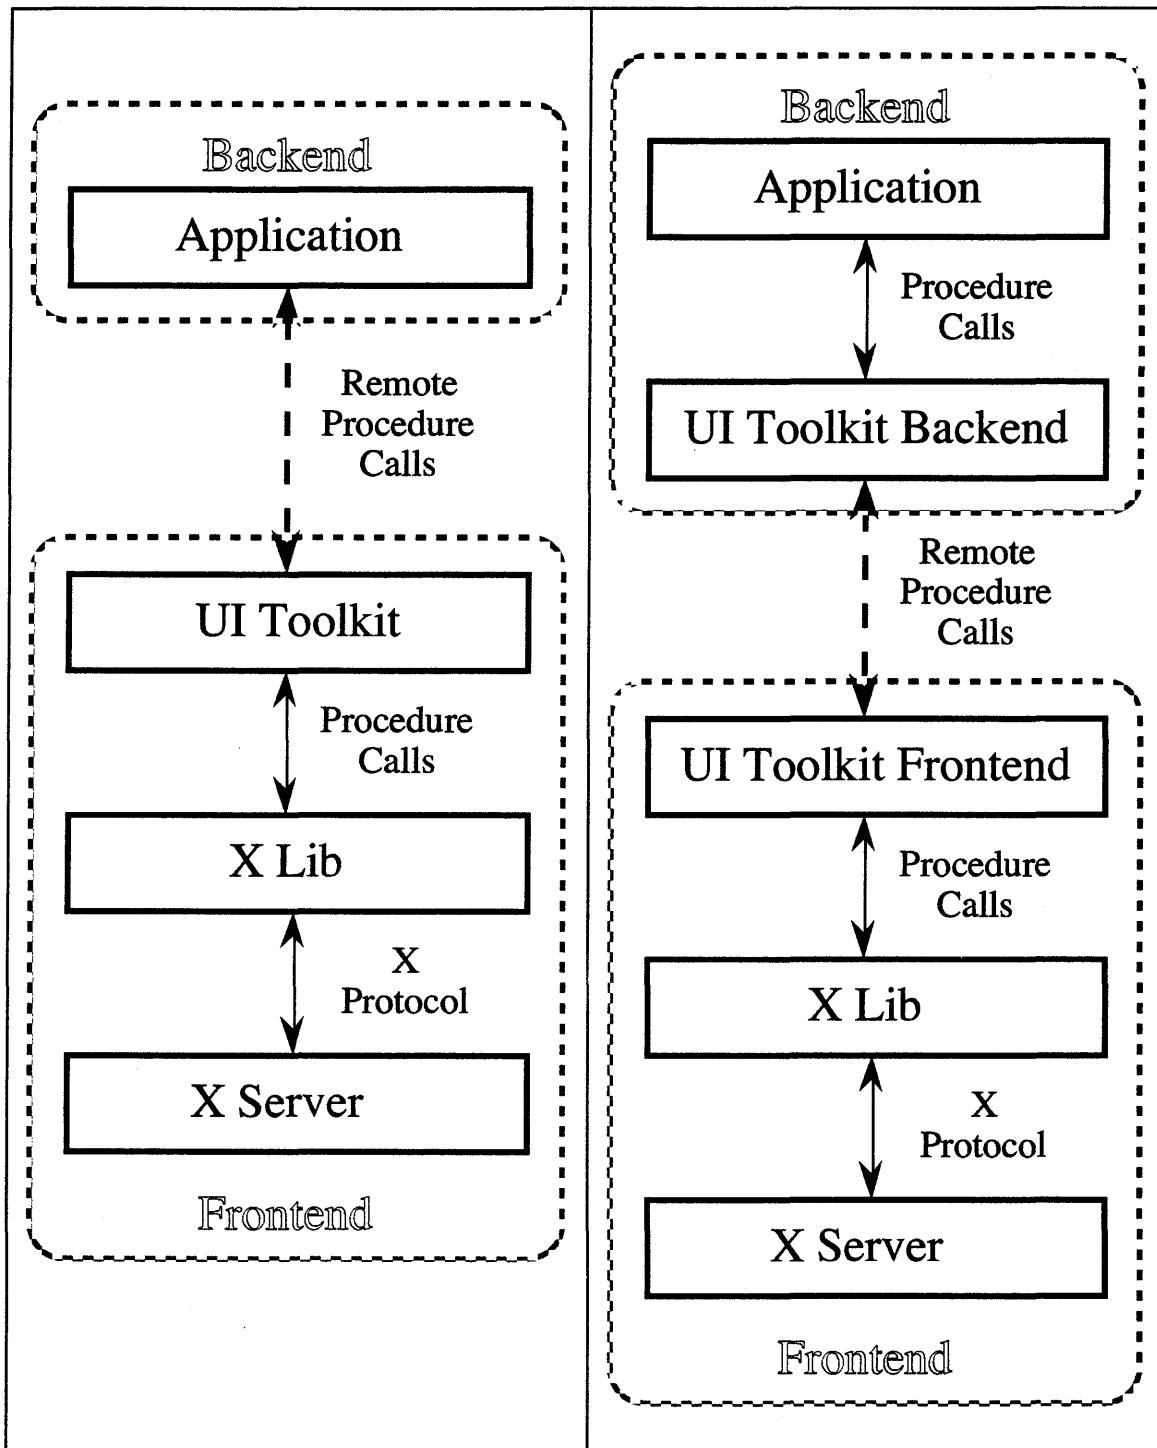 Backend
Application
Remote
Procedure
Calls
UI Toolkit
Procedure
Calls
X Lib
X
Protocol
X Server
Frontend
Backend
Application
Procedure
Calls
UI Toolkit Backend
Remote
Procedure
Calls
UI Toolkit Frontend
Procedure
Calls
X Lib
X
Protocol
X Server
Frontend